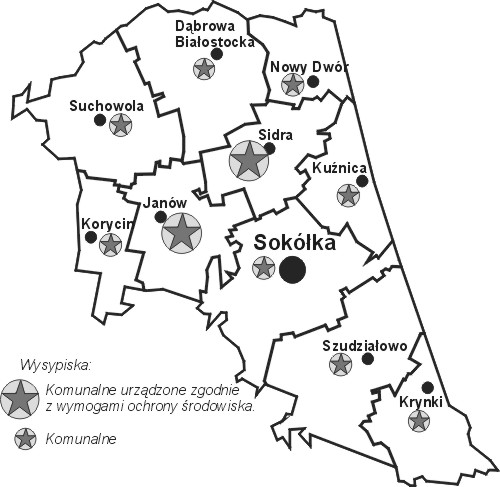 Dąbrowa
Białostocka
Nowy Dwór
Suchowola
Sidra
Kuźnica
Janów
Korycin
Sokółka
Szudziałowo
Krynki
Wysypiska:
Komunalne urządzone zgodnie
z wymogami ochrony środowiska.
Komunalne